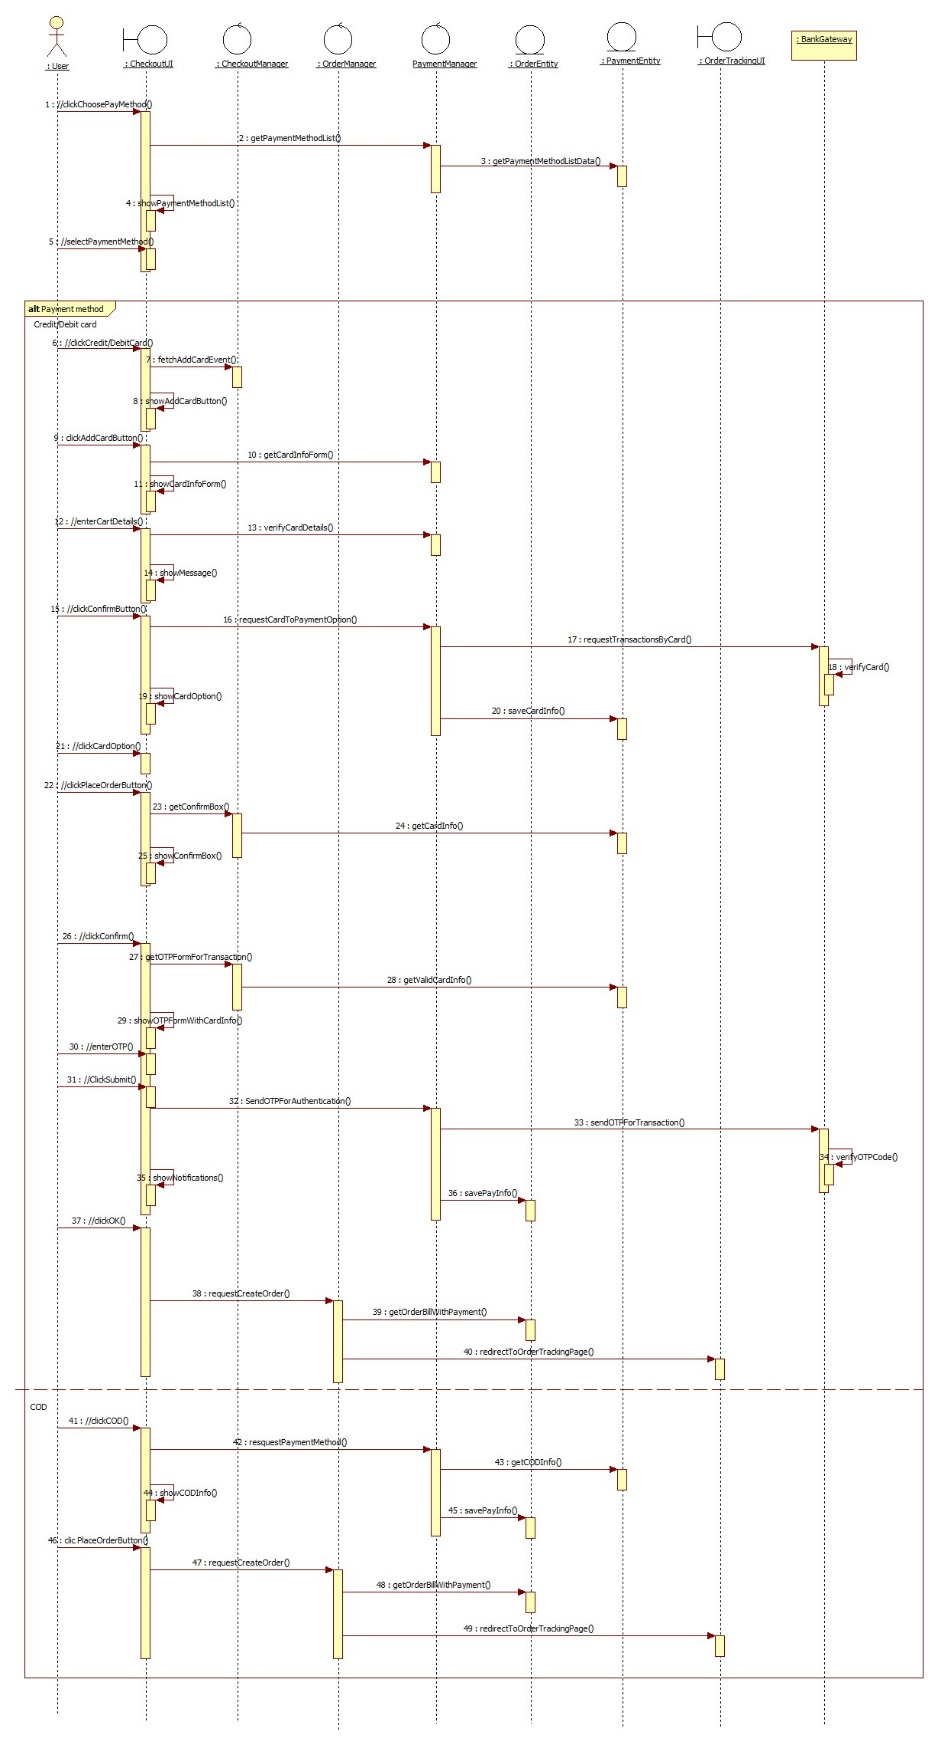 : User
: CheckoutUI
: CheckoutManager
: OrderManager
PaymentManager
: OrderEntity
: PaymentEntity
: OrderTrackingUI
: BankGateway
1 : //clickChoosePayMethod()
2 : getPaymentMethodList()
3 : getPaymentMethodListData()
4 : showPaymentMethodList()
5 : //selectPaymentMethod()
alt Payment method
Credit/Debit card
6 : //clickCredit/DebitCard()
7 : fetchAddCardEvent()
8 : showAddCardButton()
9 : clickAddCardButton()
10 : getCardInfoForm()
11 : showCardInfoForm()
12 : //enterCartDetails()
13 : verifyCardDetails()
14 : showMessage()
15 : //clickConfirmButton()
16 : requestCardToPaymentOption()
17 : requestTransactionsByCard()
18 : verifyCard()
19 : showCardOption()
20 : saveCardInfo()
21 : //clickCardOption()
22 : //clickPlaceOrderButton()
23 : getConfirmBox()
24 : getCardInfo()
25 : showConfirmBox()
26 : //clickConfirm()
27 : getOTPFormForTransaction()
28 : getValidCardInfo()
29 : showOTPFormWithCardInfo()
30 : //enterOTP()
31 : //ClickSubmit()
32 : SendOTPForAuthentication()
33 : sendOTPForTransaction()
34 : verifyOTPCode()
35 : showNotifications()
36 : savePayInfo()
37 : //clickOK()
38 : requestCreateOrder()
39 : getOrderBillWithPayment()
40 : redirectToOrderTrackingPage()
COD
41 : //clickCOD()
42 : resquestPaymentMethod()
43 : getCODInfo()
44 : showCODInfo()
45 : savePayInfo()
46 : clic PlaceOrderButton()
47 : requestCreateOrder()
48 : getOrderBillWithPayment()
49 : redirectToOrderTrackingPage()